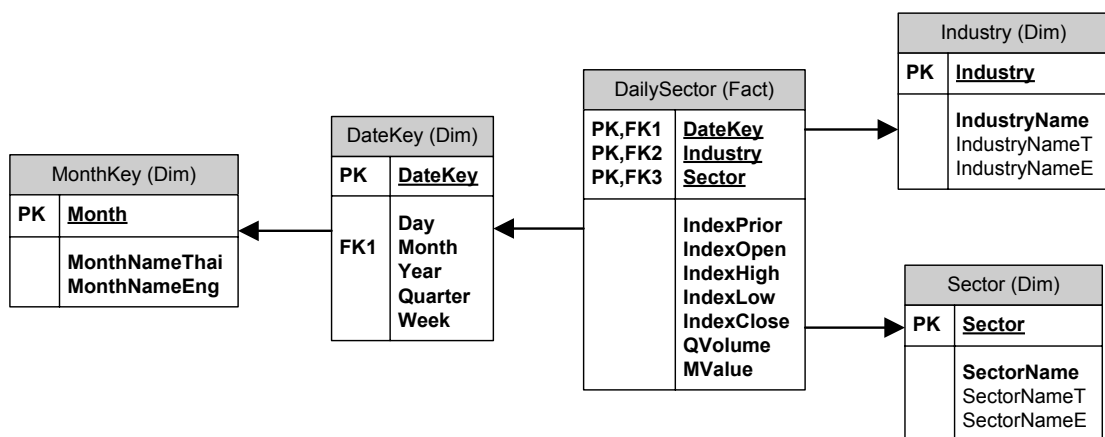 MonthKey (Dim)
PK Month
MonthNameThai
MonthNameEng
DateKey (Dim)
PK DateKey
Day
FK1 Month
Year
Quarter
Week
DailySector (Fact)
PK,FK1 DateKey
PK,FK2 Industry
PK,FK3 Sector
IndexPrior
IndexOpen
IndexHigh
IndexLow
IndexClose
QVolume
MValue
Industry (Dim)
PK Industry
IndustryName
IndustryNameT
IndustryNameE
Sector (Dim)
PK Sector
SectorName
SectorNameT
SectorNameE